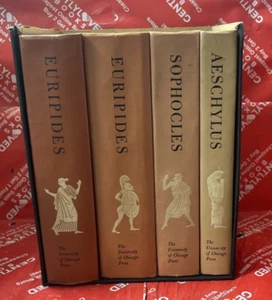 EURIPIDES
The
University
of Chicago
Press
EURIPIDES
The
University
of Chicago
Press
SOPHOCLES
The
University
of Chicago
Press
AESCHYLUS
The
University
of Chicago
Press